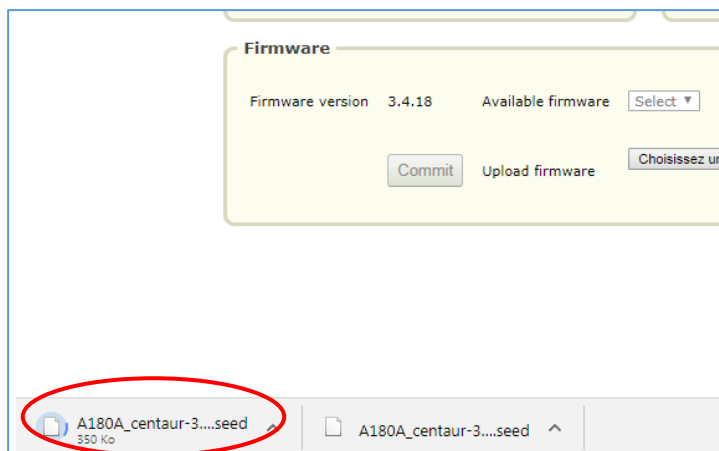 Firmware
Firmware version 3.4.18 Available firmware Select
Commit Upload firmware Choisissez un
A180A_centaur-3....seed
350 Ko
A180A_centaur-3....seed